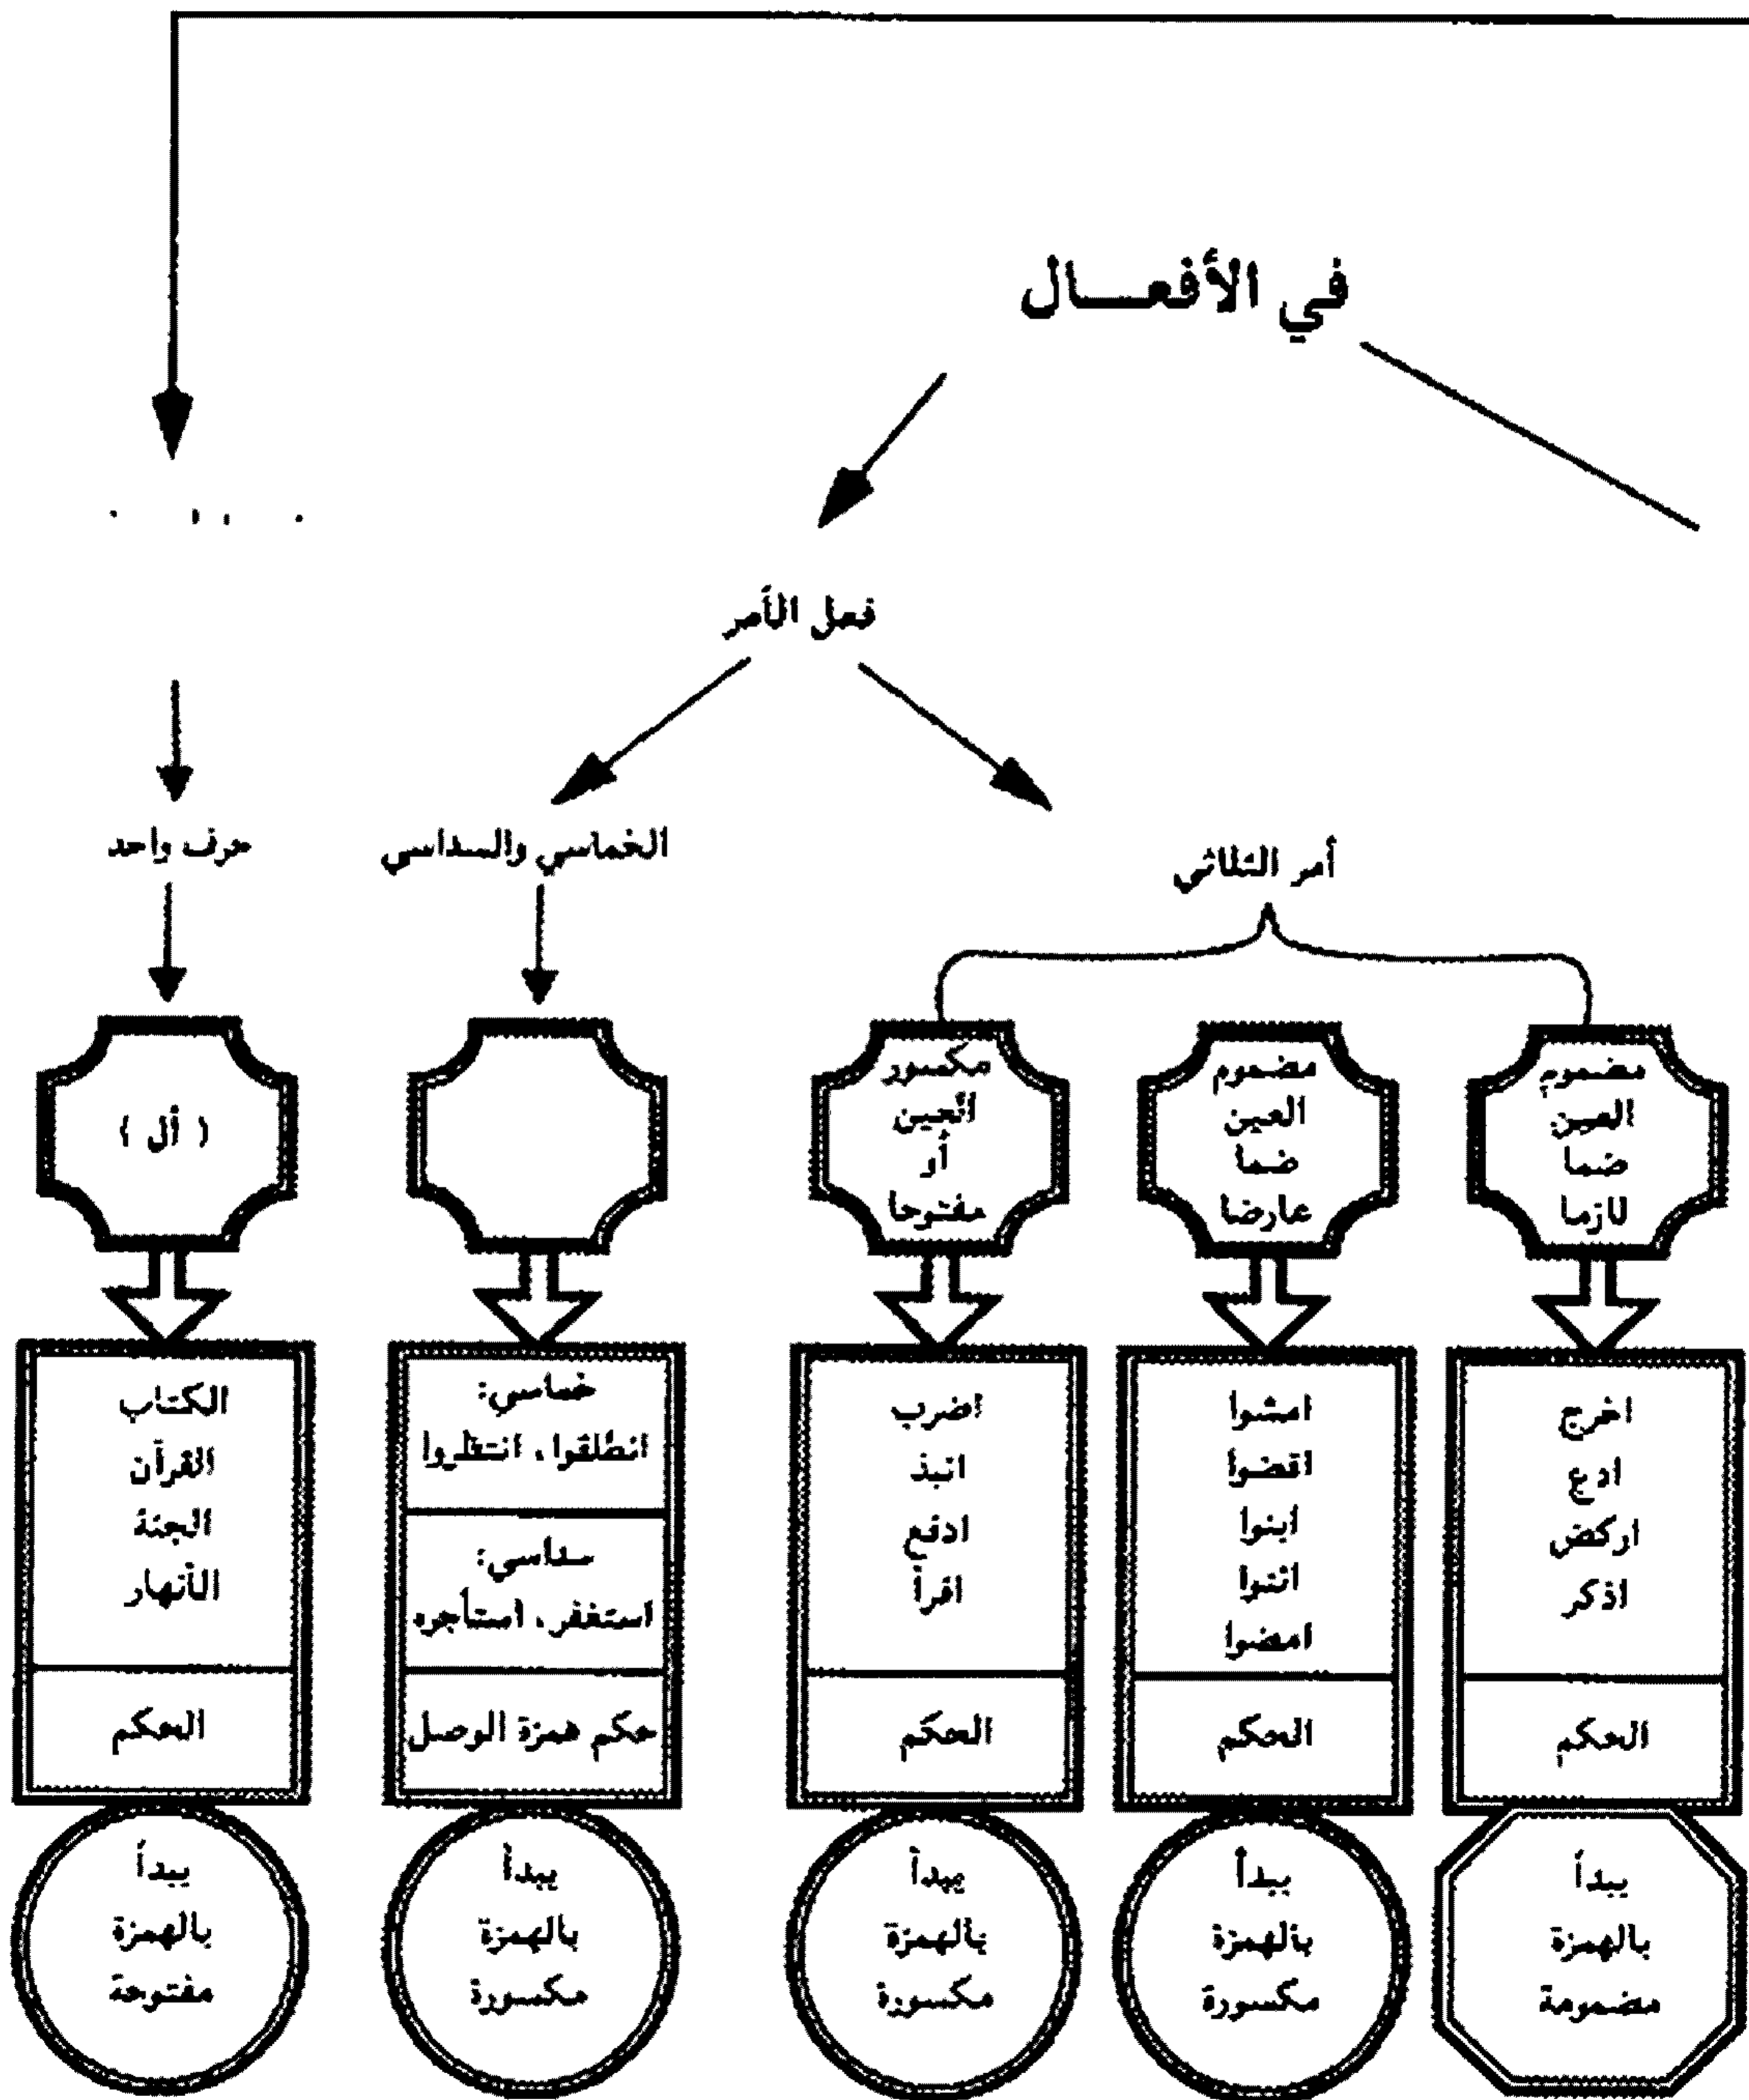 في الأفعـــال
فعل الأمر
أمر الثلاثي
الخماسي والسداسي
حرف واحد
مضموم
العين
ضما
لازما
مضموم
العين
ضما
عارضا
مكسور
العين
أو
مفتوحا
( أل )
اخرج
ادع
اركض
اذكر
الحكم
يبدأ
بالهمزة
مضمومة
امشوا
اقضوا
ابنوا
ائتوا
امضوا
الحكم
يبدأ
بالهمزة
مكسورة
اضرب
انبذ
ادفع
اقرأ
الحكم
يبدأ
بالهمزة
مكسورة
خماسي:
انطلقوا، انتظروا
سداسي:
استغفر، استأجره
حكم همزة الوصل
يبدأ
بالهمزة
مكسورة
الكتاب
القرآن
الجنة
الأنهار
الحكم
يبدأ
بالهمزة
مفتوحة